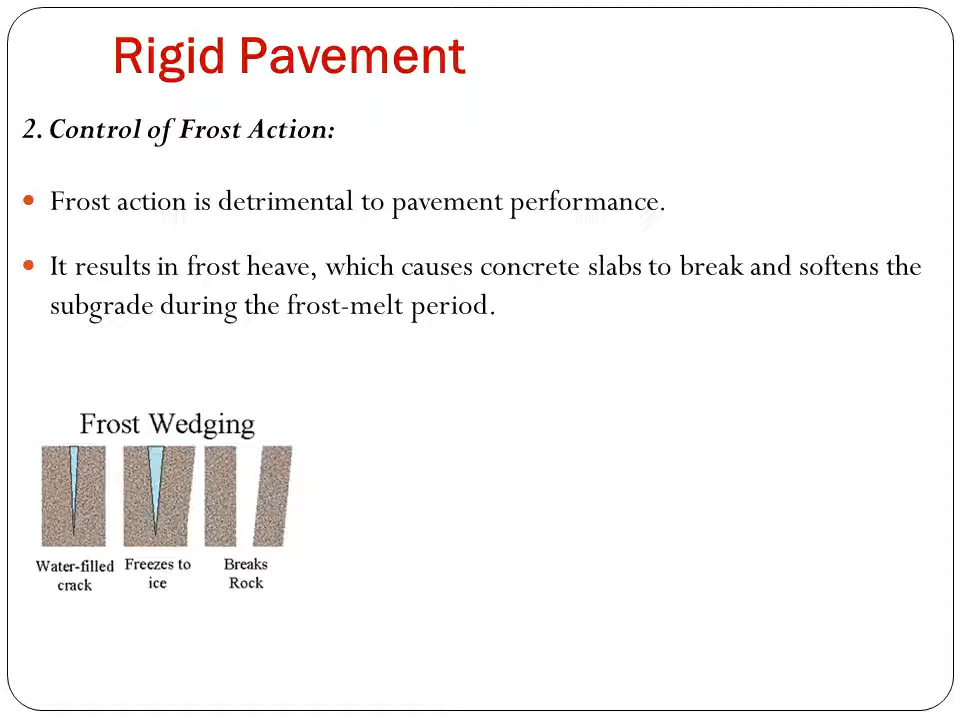 Rigid Pavement
2. Control of Frost Action:
Frost action is detrimental to pavement performance.
It results in frost heave, which causes concrete slabs to break and softens the
subgrade during the frost-melt period.
Frost Wedging
Water-filled
crack
Freezes to
ice
Breaks
Rock